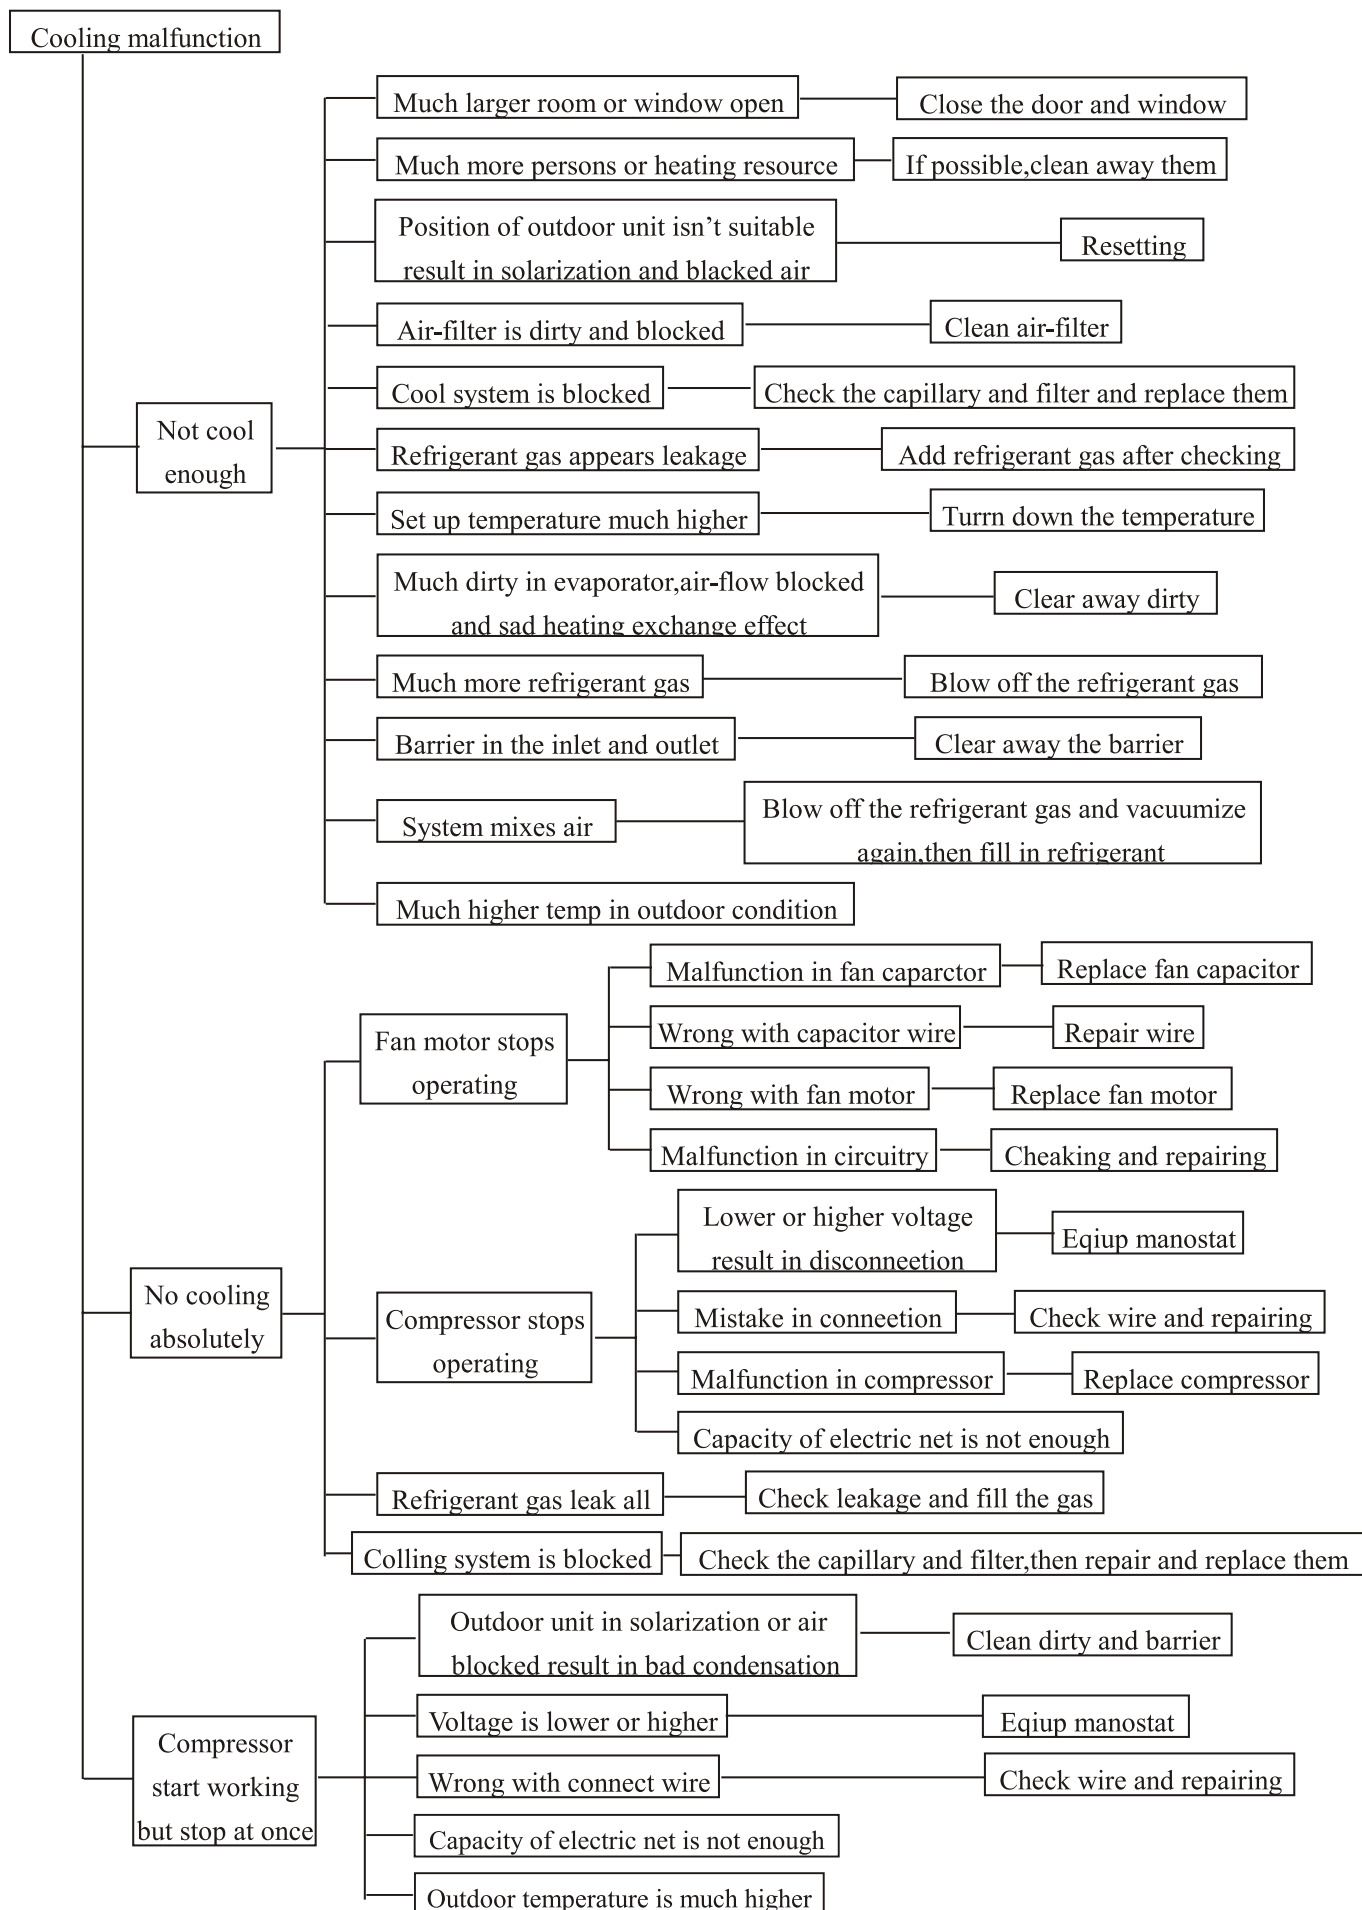 Cooling malfunction
Much larger room or window open
Close the door and window
Much more persons or heating resource
If possible,clean away them
Position of outdoor unit isn't suitable
result in solarization and blacked air
Resetting
Air-filter is dirty and blocked
Clean air-filter
Cool system is blocked
Check the capillary and filter and replace them
Not cool
enough
Refrigerant gas appears leakage
Add refrigerant gas after checking
Set up temperature much higher
Turrn down the temperature
Much dirty in evaporator,air-flow blocked
and sad heating exchange effect
Clear away dirty
Much more refrigerant gas
Blow off the refrigerant gas
Barrier in the inlet and outlet
Clear away the barrier
System mixes air
Blow off the refrigerant gas and vacuumize
again,then fill in refrigerant
Much higher temp in outdoor condition
No cooling
absolutely
Fan motor stops
operating
Malfunction in fan caparctor
Replace fan capacitor
Wrong with capacitor wire
Repair wire
Wrong with fan motor
Replace fan motor
Malfunction in circuitry
Cheaking and repairing
Compressor stops
operating
Lower or higher voltage
result in disconneetion
Eqiup manostat
Mistake in conneetion
Check wire and repairing
Malfunction in compressor
Replace compressor
Capacity of electric net is not enough
Refrigerant gas leak all
Check leakage and fill the gas
Colling system is blocked
Check the capillary and filter,then repair and replace them
Compressor
start working
but stop at once
Outdoor unit in solarization or air
blocked result in bad condensation
Clean dirty and barrier
Voltage is lower or higher
Eqiup manostat
Wrong with connect wire
Check wire and repairing
Capacity of electric net is not enough
Outdoor temperature is much higher